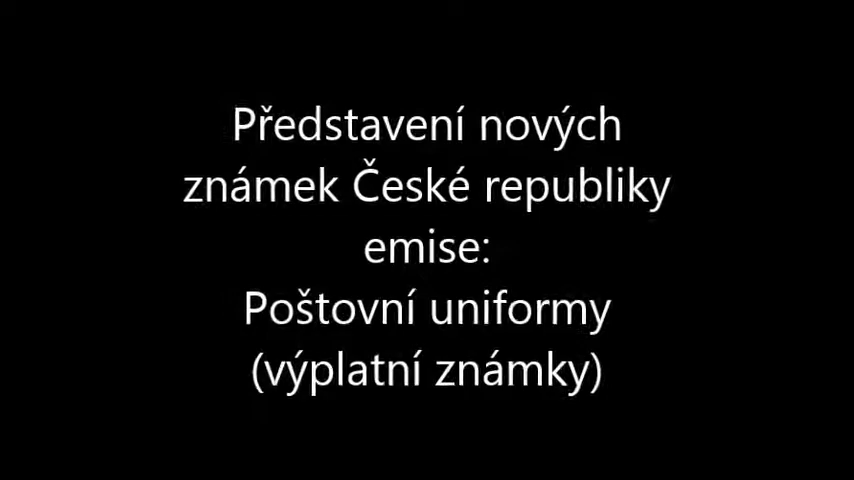 Představení nových
známek České republiky
emise:
Poštovní uniformy
(výplatní známky)